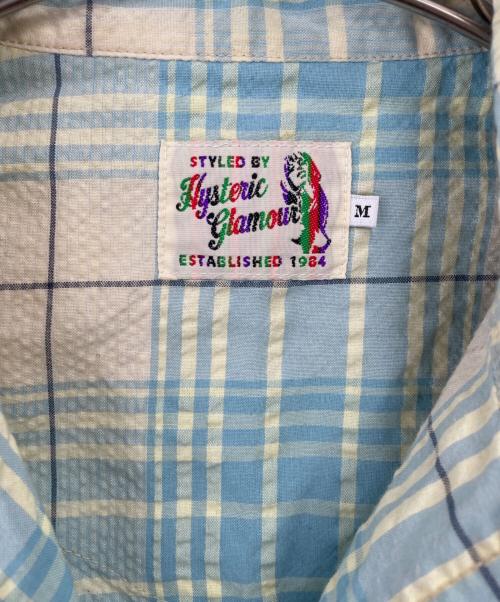 STYLED BY
Hysteric
Glamour
ESTABLISHED 1984
M